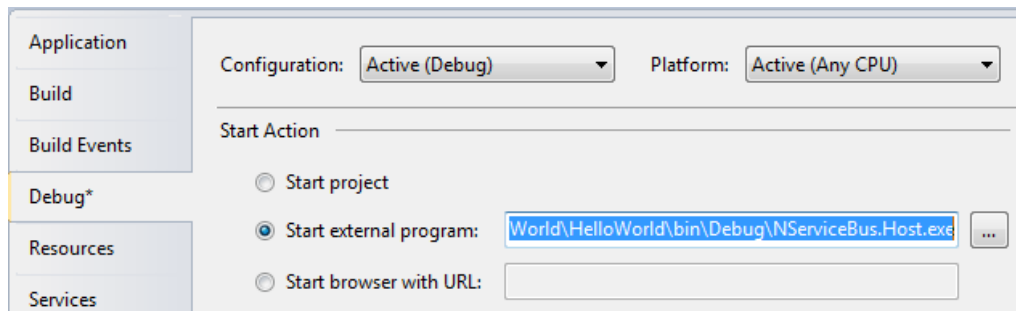 Application
Build
Build Events
Debug*
Resources
Services
Configuration: Active (Debug) Platform: Active (Any CPU)
Start Action
Start project
Start external program: World\HelloWorld\bin\Debug\NServiceBus.Host.exe ...
Start browser with URL: